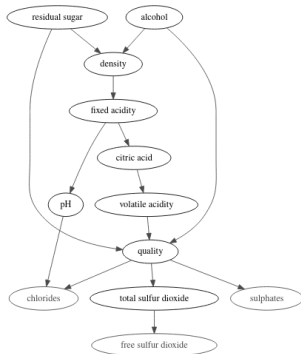 residual sugar alcohol
density
fixed acidity
citric acid
pH volatile acidity
quality
chlorides total sulfur dioxide sulphates
free sulfur dioxide